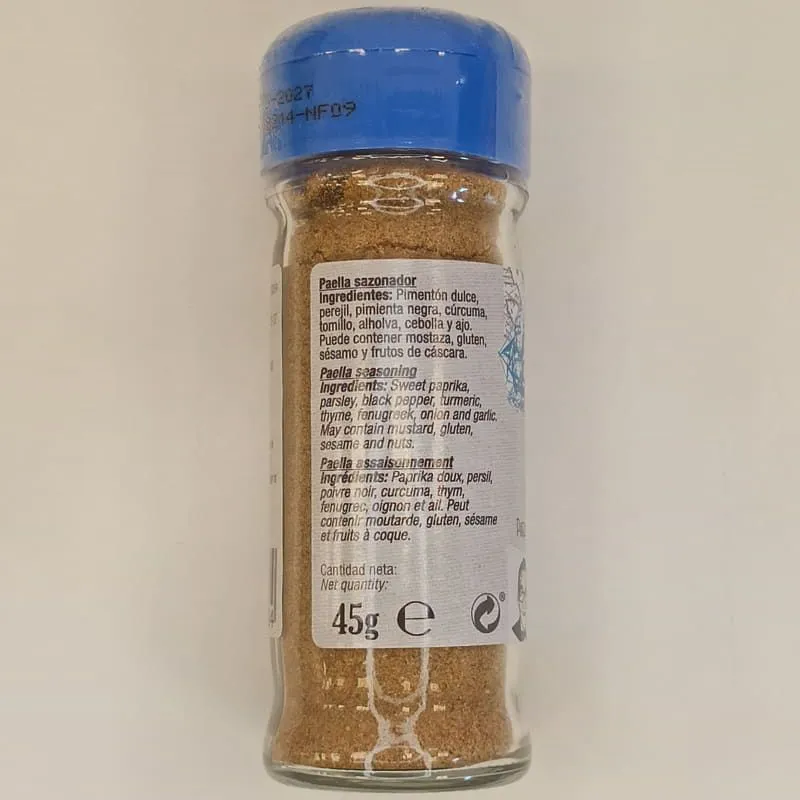 -2027
-NF09
Paella sazonador
Ingredientes: Pimentón dulce,
perejil, pimienta negra, cúrcuma,
tomillo, alholva, cebolla y ajo.
Puede contener mostaza, gluten,
sésamo y frutos de cáscara.
Paella seasoning
Ingredients: Sweet paprika,
parsley, black pepper, turmeric,
thyme, fenugreek, onion and garlic.
May contain mustard, gluten,
sesame and nuts.
Paella assaisonnement
Ingrédients: Paprika doux, persil,
poivre noir, curcuma, thym,
fenugrec, oignon et ail. Peut
contenir moutarde, gluten, sésame
et fruits à coque.
Cantidad neta:
Net quantity:
45g ℮